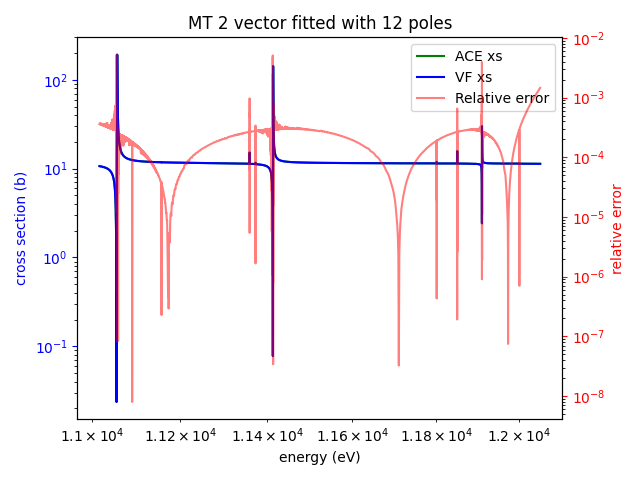 MT 2 vector fitted with 12 poles
ACE xs
VF xs
Relative error
cross section (b)
10²
10¹
10⁰
10⁻¹
10⁻²
10⁻³
10⁻⁴
10⁻⁵
10⁻⁶
10⁻⁷
10⁻⁸
relative error
1.1 × 10⁴ 1.12 × 10⁴ 1.14 × 10⁴ 1.16 × 10⁴ 1.18 × 10⁴ 1.2 × 10⁴
energy (eV)